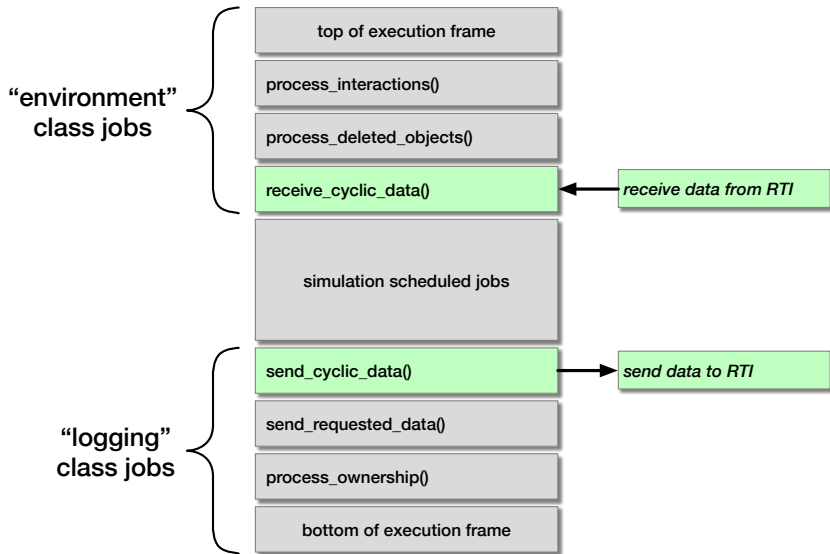 top of execution frame
“environment”
class jobs
process_interactions()
process_deleted_objects()
receive_cyclic_data()
receive data from RTI
simulation scheduled jobs
send_cyclic_data()
send data to RTI
“logging”
class jobs
send_requested_data()
process_ownership()
bottom of execution frame